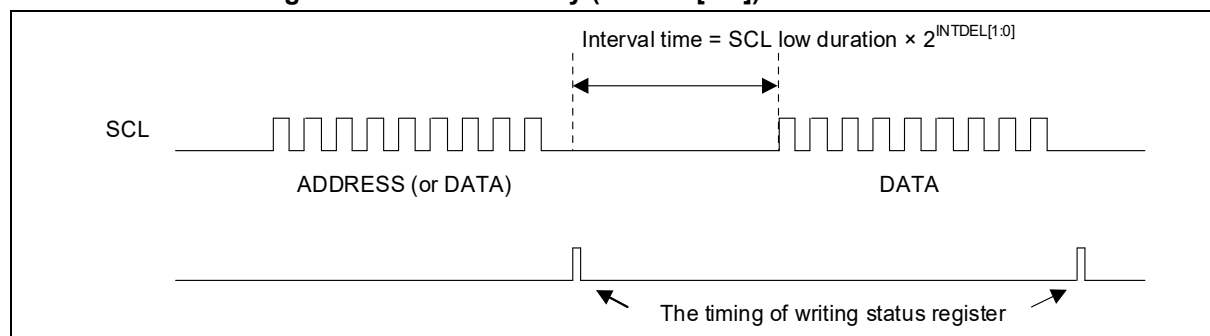 Interval time = SCL low duration × 2^INTDEL[1:0]
SCL
ADDRESS (or DATA)
DATA
The timing of writing status register